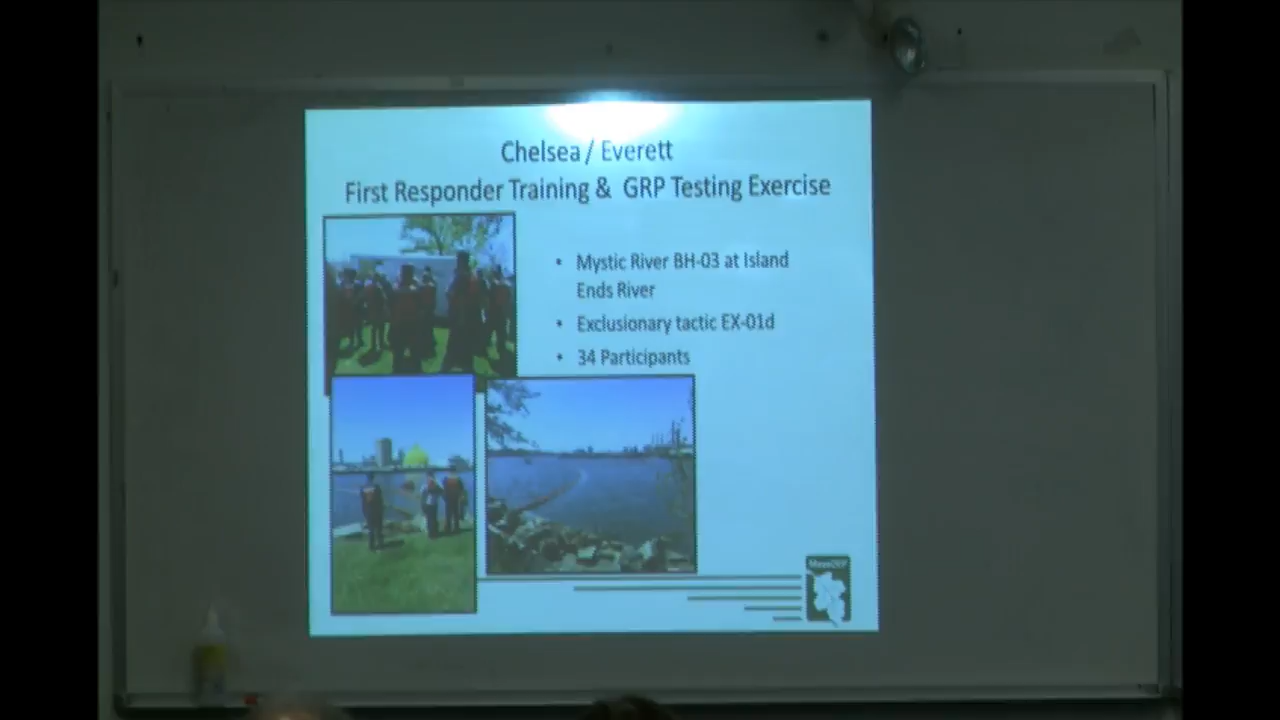 Chelsea / Everett
First Responder Training & GRP Testing Exercise
• Mystic River BH-03 at Island
Ends River
• Exclusionary tactic EX-01d
• 34 Participants
MassDEP